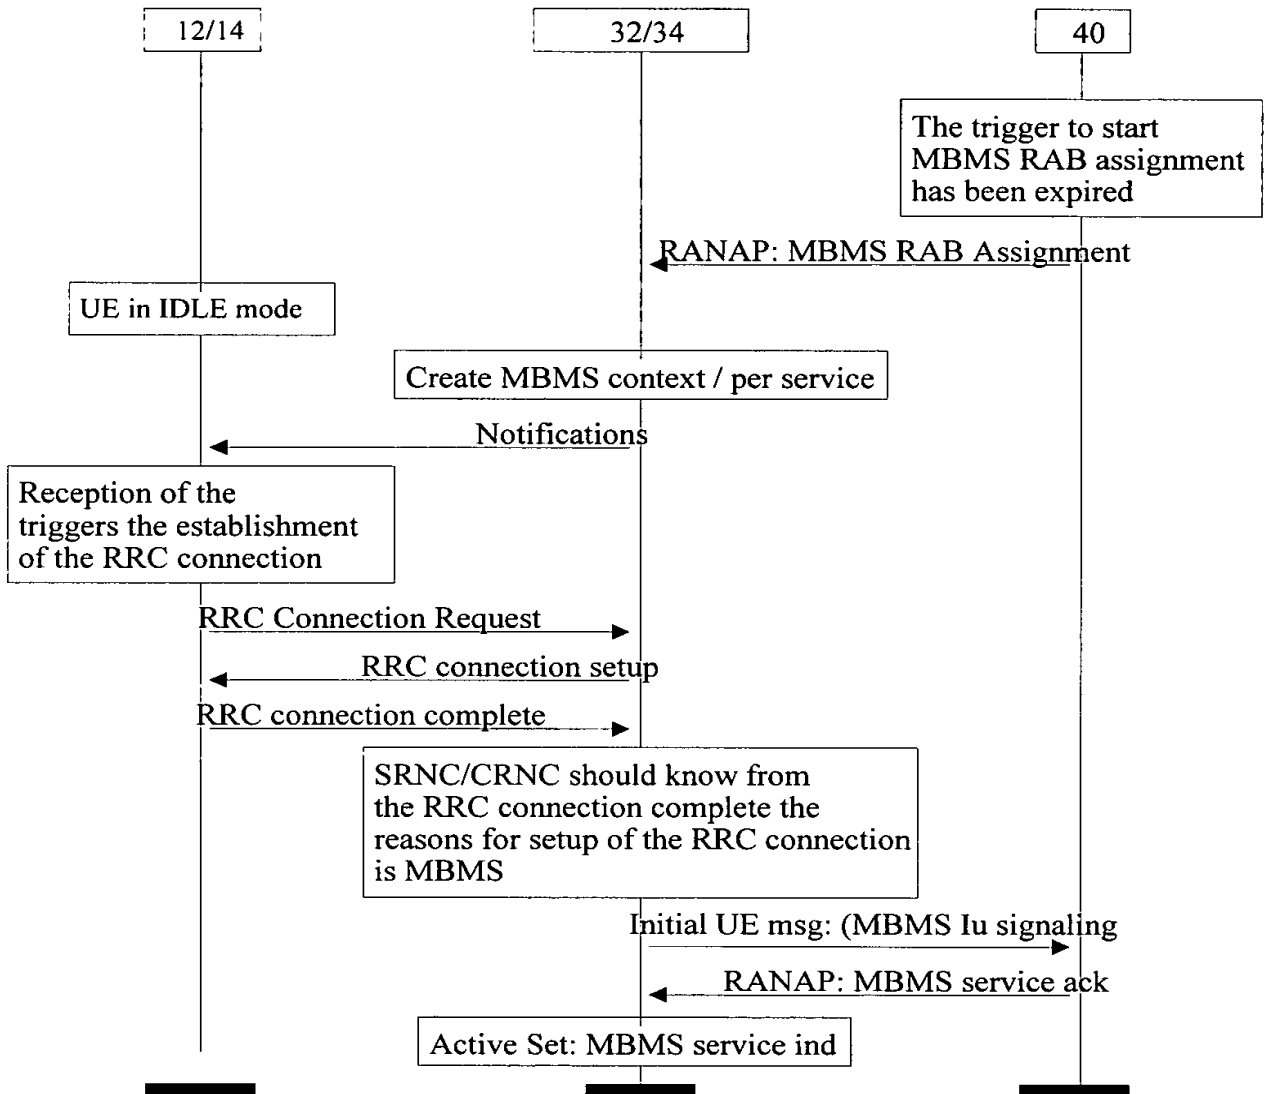 12/14
32/34
40
The trigger to start
MBMS RAB assignment
has been expired
RANAP: MBMS RAB Assignment
UE in IDLE mode
Create MBMS context / per service
Notifications
Reception of the
triggers the establishment
of the RRC connection
RRC Connection Request
RRC connection setup
RRC connection complete
SRNC/CRNC should know from
the RRC connection complete the
reasons for setup of the RRC connection
is MBMS
Initial UE msg: (MBMS Iu signaling
RANAP: MBMS service ack
Active Set: MBMS service ind